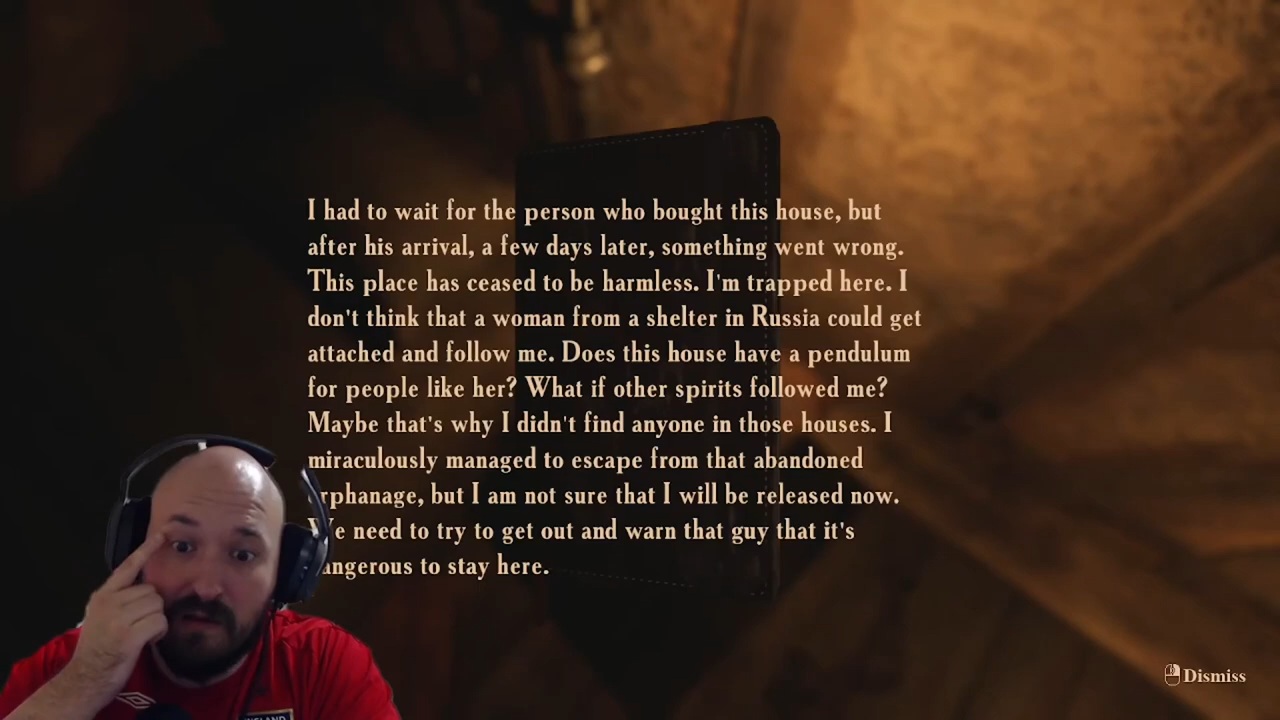 I had to wait for the person who bought this house, but
after his arrival, a few days later, something went wrong.
This place has ceased to be harmless. I'm trapped here. I
don't think that a woman from a shelter in Russia could get
attached and follow me. Does this house have a pendulum
for people like her? What if other spirits followed me?
Maybe that's why I didn't find anyone in those houses. I
miraculously managed to escape from that abandoned
rphanage, but I am not sure that I will be released now.
We need to try to get out and warn that guy that it's
angerous to stay here.
Dismiss